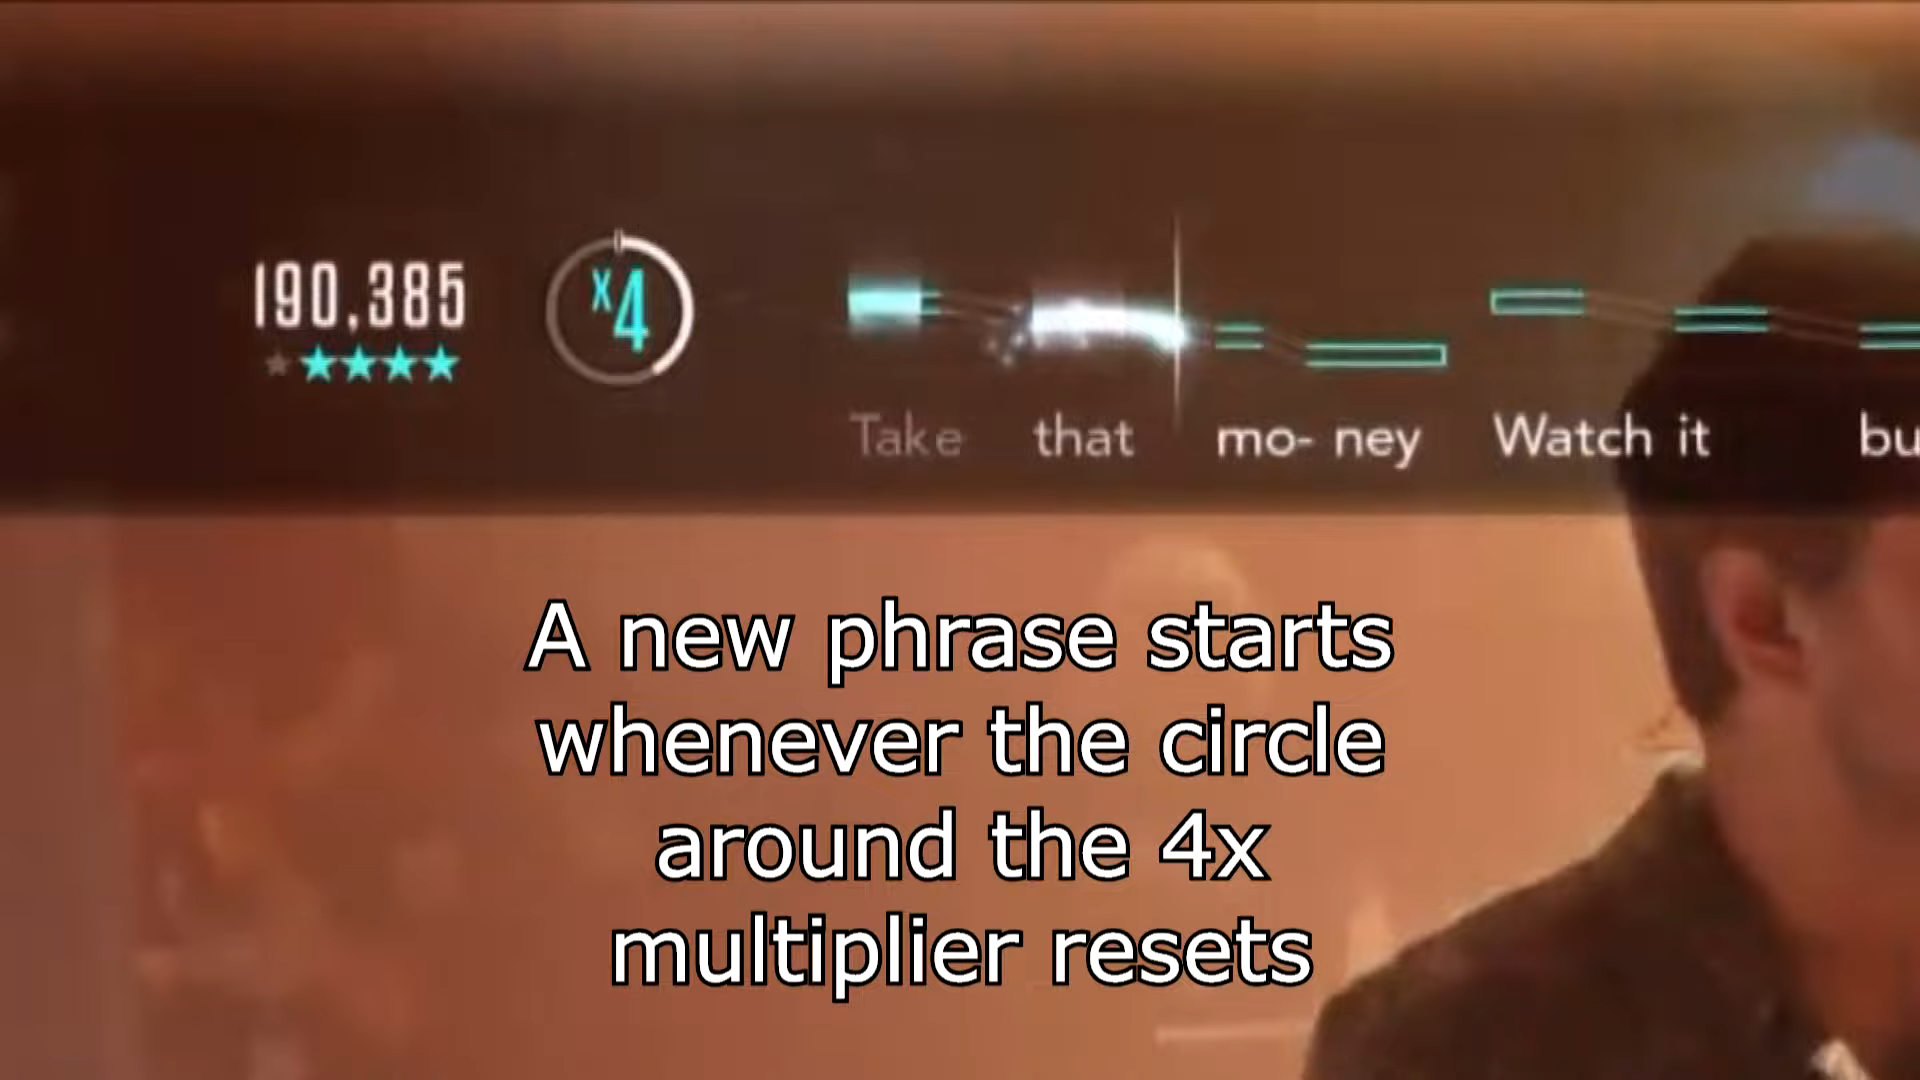 190,385
x4
Take that mo- ney Watch it bu
A new phrase starts
whenever the circle
around the 4x
multiplier resets